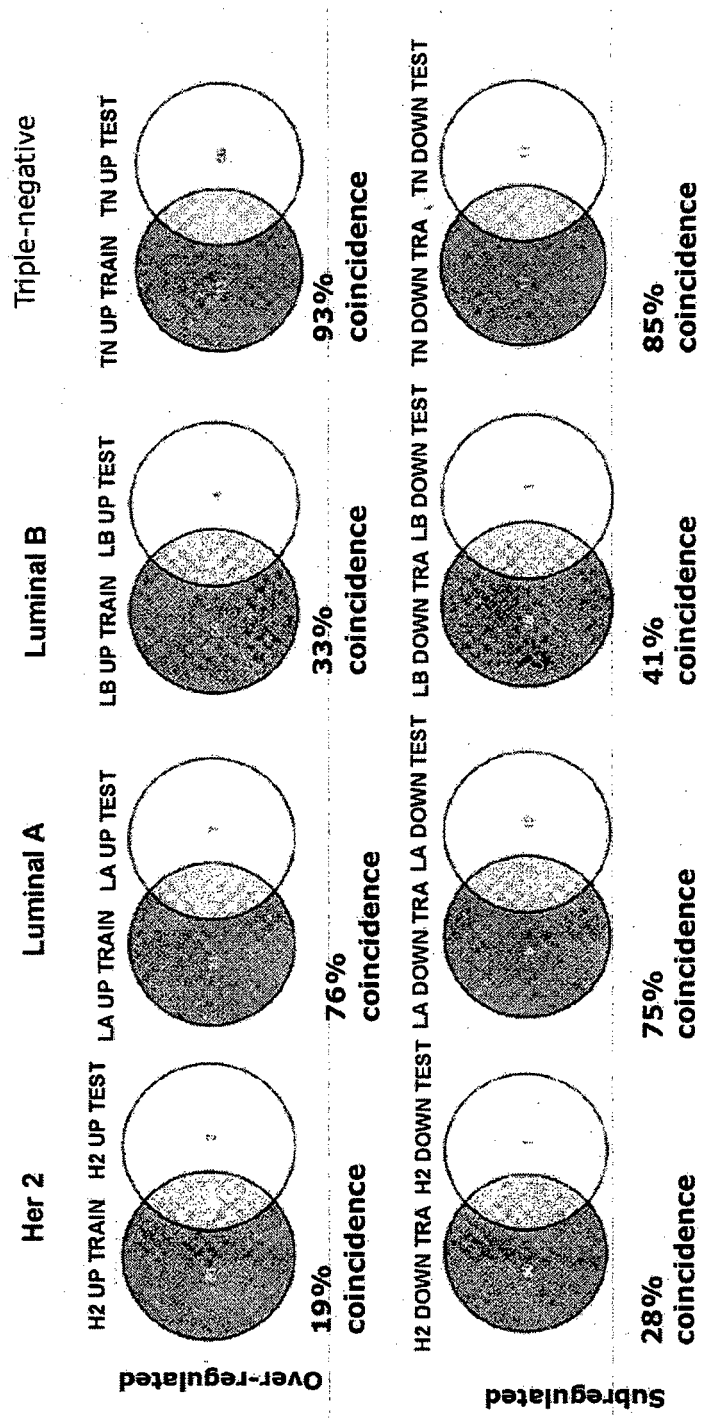 Her 2
Luminal A
Luminal B
Triple-negative
Over-regulated
H2 UP TRAIN H2 UP TEST
LA UP TRAIN LA UP TEST
LB UP TRAIN LB UP TEST
TN UP TRAIN TN UP TEST
19%
coincidence
76%
coincidence
33%
coincidence
93%
coincidence
Subregulated
H2 DOWN TRA H2 DOWN TEST
LA DOWN TRA LA DOWN TEST
LB DOWN TRA LB DOWN TEST
TN DOWN TRA TN DOWN TEST
28%
coincidence
75%
coincidence
41%
coincidence
85%
coincidence